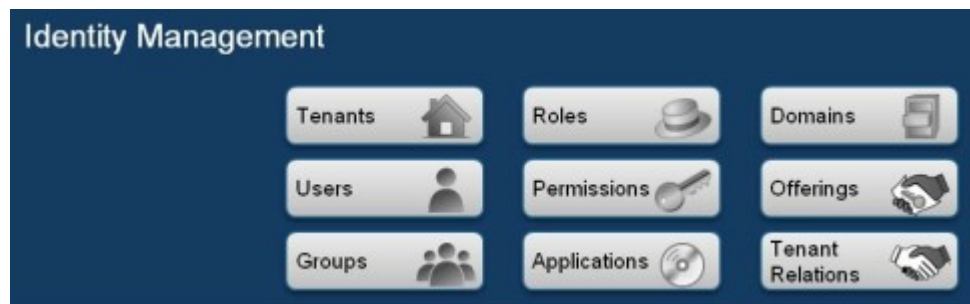 Identity Management
Tenants
Roles
Domains
Users
Permissions
Offerings
Groups
Applications
Tenant
Relations